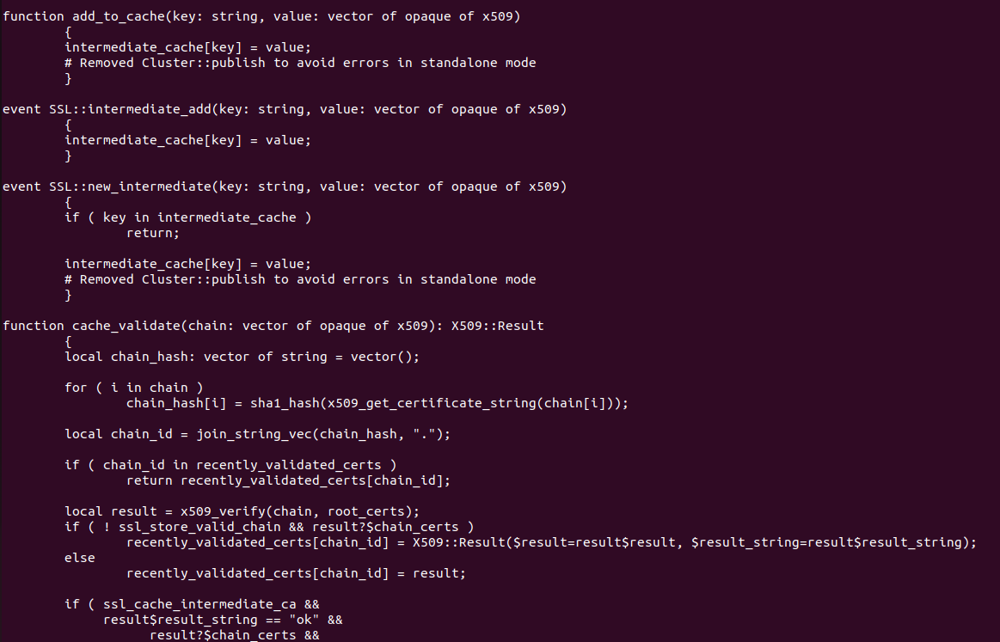 function add_to_cache(key: string, value: vector of opaque of x509)
        {
        intermediate_cache[key] = value;
        # Removed Cluster::publish to avoid errors in standalone mode
        }

event SSL::intermediate_add(key: string, value: vector of opaque of x509)
        {
        intermediate_cache[key] = value;
        }

event SSL::new_intermediate(key: string, value: vector of opaque of x509)
        {
        if ( key in intermediate_cache )
                return;

        intermediate_cache[key] = value;
        # Removed Cluster::publish to avoid errors in standalone mode
        }

function cache_validate(chain: vector of opaque of x509): X509::Result
        {
        local chain_hash: vector of string = vector();

        for ( i in chain )
                chain_hash[i] = sha1_hash(x509_get_certificate_string(chain[i]));

        local chain_id = join_string_vec(chain_hash, ".");

        if ( chain_id in recently_validated_certs )
                return recently_validated_certs[chain_id];

        local result = x509_verify(chain, root_certs);
        if ( ! ssl_store_valid_chain && result?$chain_certs )
                recently_validated_certs[chain_id] = X509::Result($result=result$result, $result_string=result$result_string);
        else
                recently_validated_certs[chain_id] = result;

        if ( ssl_cache_intermediate_ca &&
             result$result_string == "ok" &&
                   result?$chain_certs &&